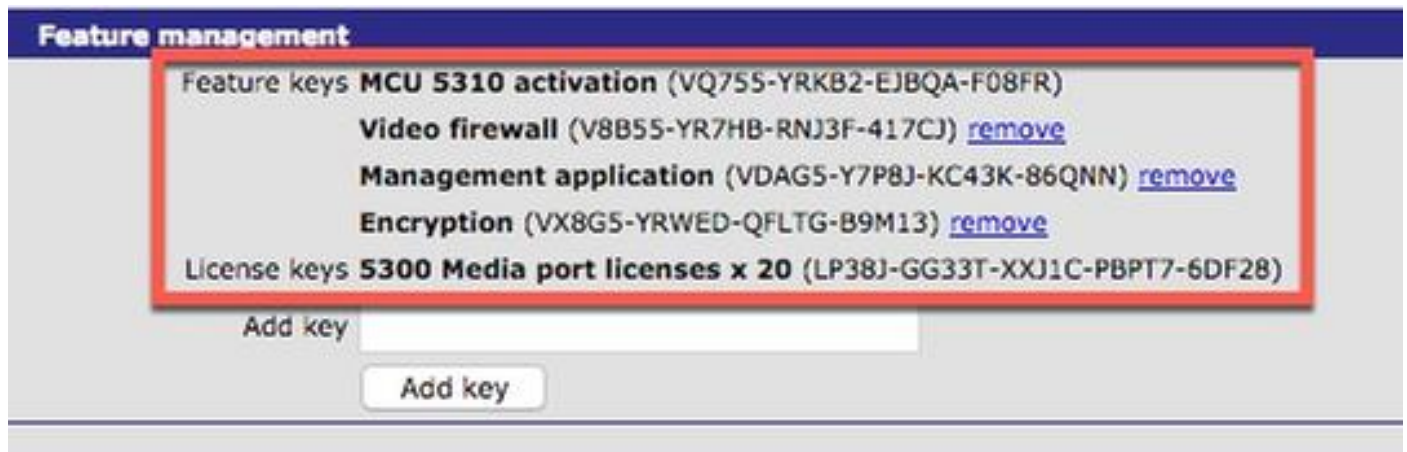 Feature management
Feature keys MCU 5310 activation (VQ755-YRKB2-EJBQA-F08FR)
Video firewall (V8B55-YR7HB-RNJ3F-417CJ) remove
Management application (VDAG5-Y7P8J-KC43K-86QNN) remove
Encryption (VX8G5-YRWED-QFLTG-B9M13) remove
License keys 5300 Media port licenses x 20 (LP38J-GG33T-XXJ1C-PBPT7-6DF28)
Add key
Add key